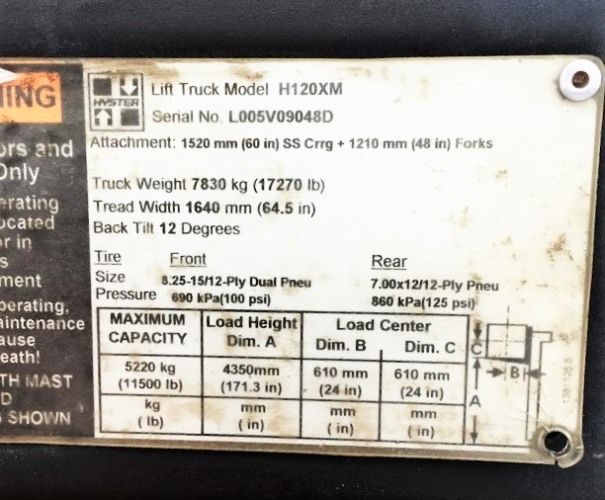 ING
ors and
Only
erating
ocated
or in
s
ment
perating,
aintenance
ause
eath!
TH MAST
D
SHOWN
HYSTER
Lift Truck Model H120XM
Serial No. L005V09048D
Attachment: 1520 mm (60 in) SS Crrg + 1210 mm (48 in) Forks
Truck Weight 7830 kg (17270 lb)
Tread Width 1640 mm (64.5 in)
Back Tilt 12 Degrees
Tire Front Rear
Size 8.25-15/12-Ply Dual Pneu 7.00x12/12-Ply Pneu
Pressure 690 kPa(100 psi) 860 kPa(125 psi)
MAXIMUM CAPACITY Load Height Dim. A Load Center Dim. B Dim. C
5220 kg 4350mm 610 mm 610 mm
(11500 lb) (171.3 in) (24 in) (24 in)
kg mm mm mm
( lb) ( in) ( in) ( in)
C
B
A